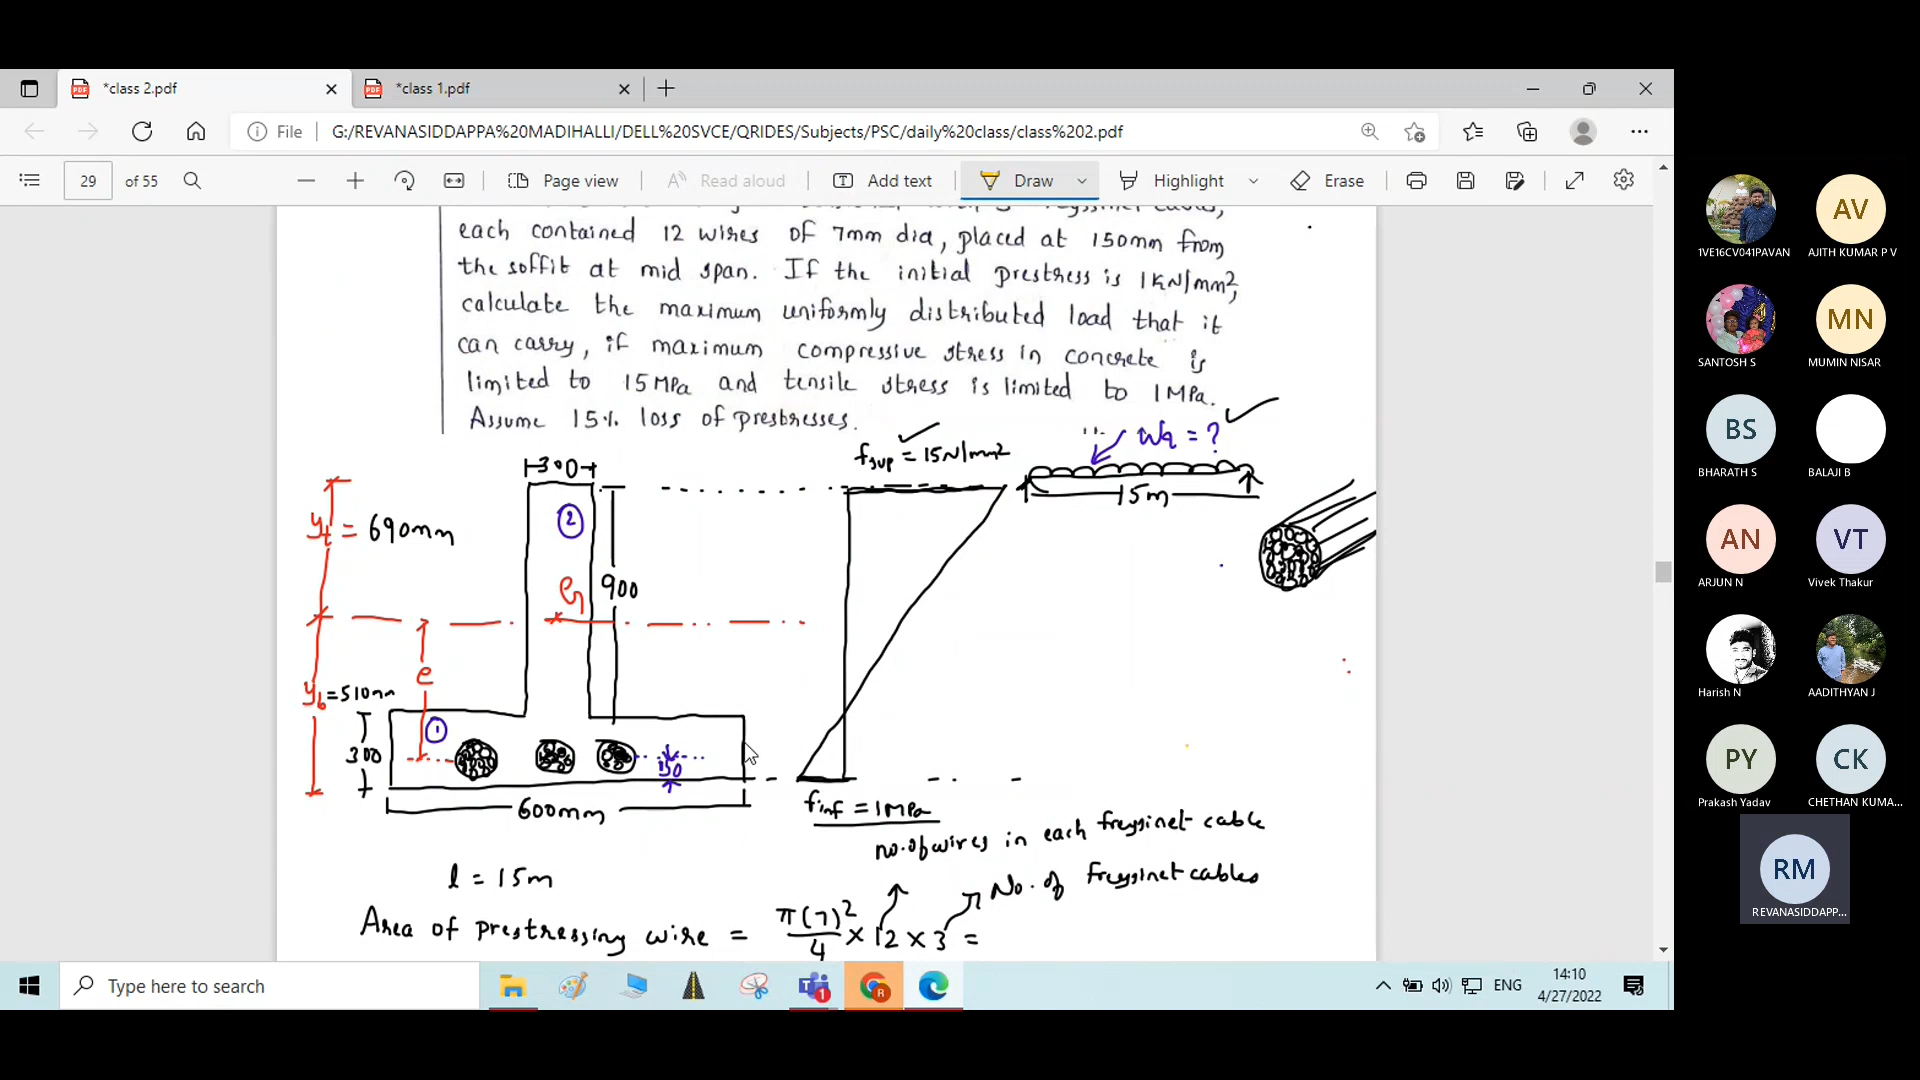 *class 2.pdf
*class 1.pdf
File
G:/REVANASIDDAPPA%20MADIHALLI/DELL%20SVCE/QRIDES/Subjects/PSC/daily%20class/class%202.pdf
29 of 55
Page view
Read aloud
Add text
Draw
Highlight
Erase
each contained 12 wires of 7mm dia, placed at 150mm from
the soffit at mid span. If the initial prestress is 1KN/mm²,
calculate the maximum uniformly distributed load that it
can carry, if maximum compressive stress in concrete is
limited to 15MPa and tensile stress is limited to 1MPa.
Assume 15% loss of prestresses.
fsup = 15N/mm²
Wq = ?
300
15m
yt = 690mm
2
G
900
e
yb = 510mm
1
300
150
600mm
finf = 1MPa
no. of wires in each freyssinet cable
l = 15m
No. of freyssinet cables
Area of prestressing wire = π(7)²/4 × 12 × 3 =
1VE16CV041PAVAN
AV
AJITH KUMAR P V
SANTOSH S
MN
MUMIN NISAR
BS
BHARATH S
BALAJI B
AN
ARJUN N
VT
Vivek Thakur
Harish N
AADITHYAN J
PY
Prakash Yadav
CK
CHETHAN KUMA...
RM
REVANASIDDAPP...
Type here to search
1
R
ENG
14:10
4/27/2022